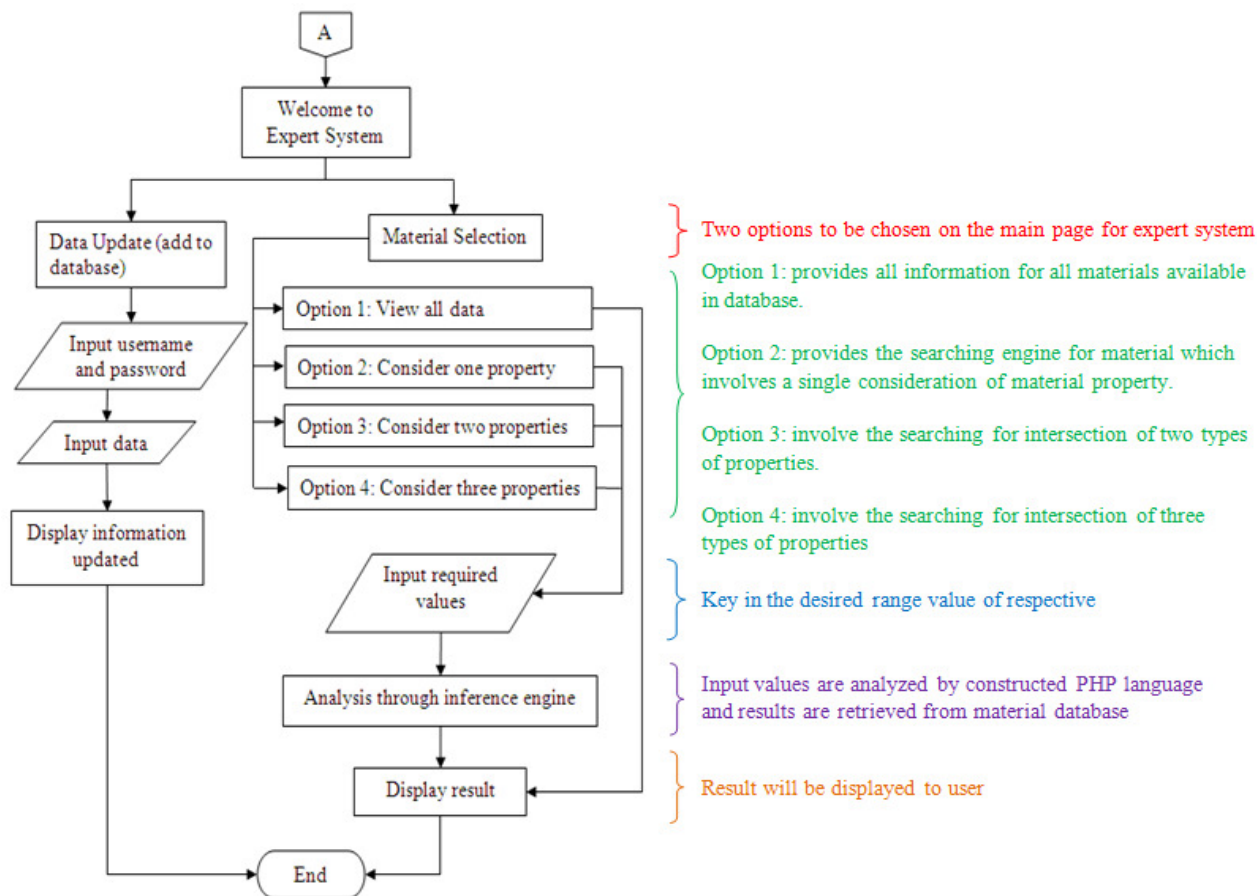 A
Welcome to
Expert System
Data Update (add to
database)
Material Selection
Two options to be chosen on the main page for expert system
Option 1: View all data
Option 2: Consider one property
Option 3: Consider two properties
Option 4: Consider three properties
Option 1: provides all information for all materials available
in database.
Option 2: provides the searching engine for material which
involves a single consideration of material property.
Option 3: involve the searching for intersection of two types
of properties.
Option 4: involve the searching for intersection of three
types of properties
Input username
and password
Input data
Display information
updated
Input required
values
Key in the desired range value of respective
Analysis through inference engine
Input values are analyzed by constructed PHP language
and results are retrieved from material database
Display result
Result will be displayed to user
End